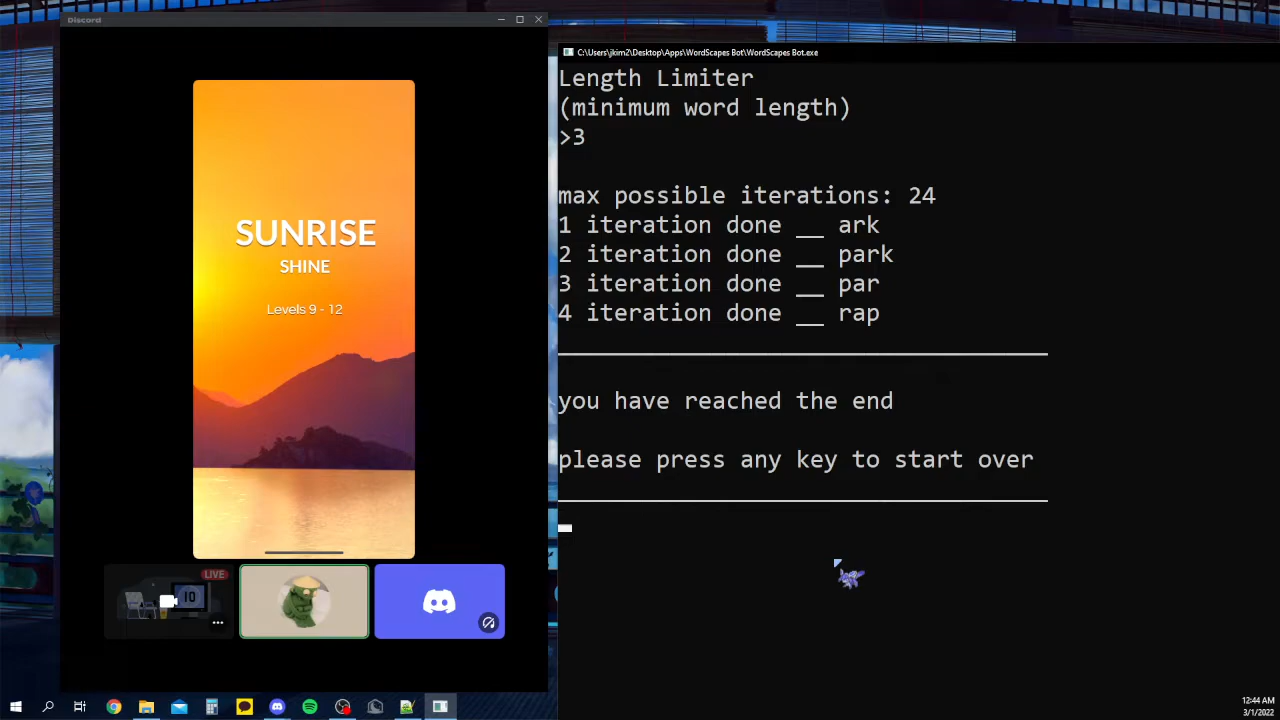 Discord
SUNRISE
SHINE
Levels 9 - 12
LIVE
10
C:\Users\jkim2\Desktop\Apps\WordScapes Bot\WordScapes Bot.exe
Length Limiter
(minimum word length)
>3
max possible iterations: 24
1 iteration done __ ark
2 iteration done __ park
3 iteration done __ par
4 iteration done __ rap
you have reached the end
please press any key to start over
12:44 AM
3/1/2022